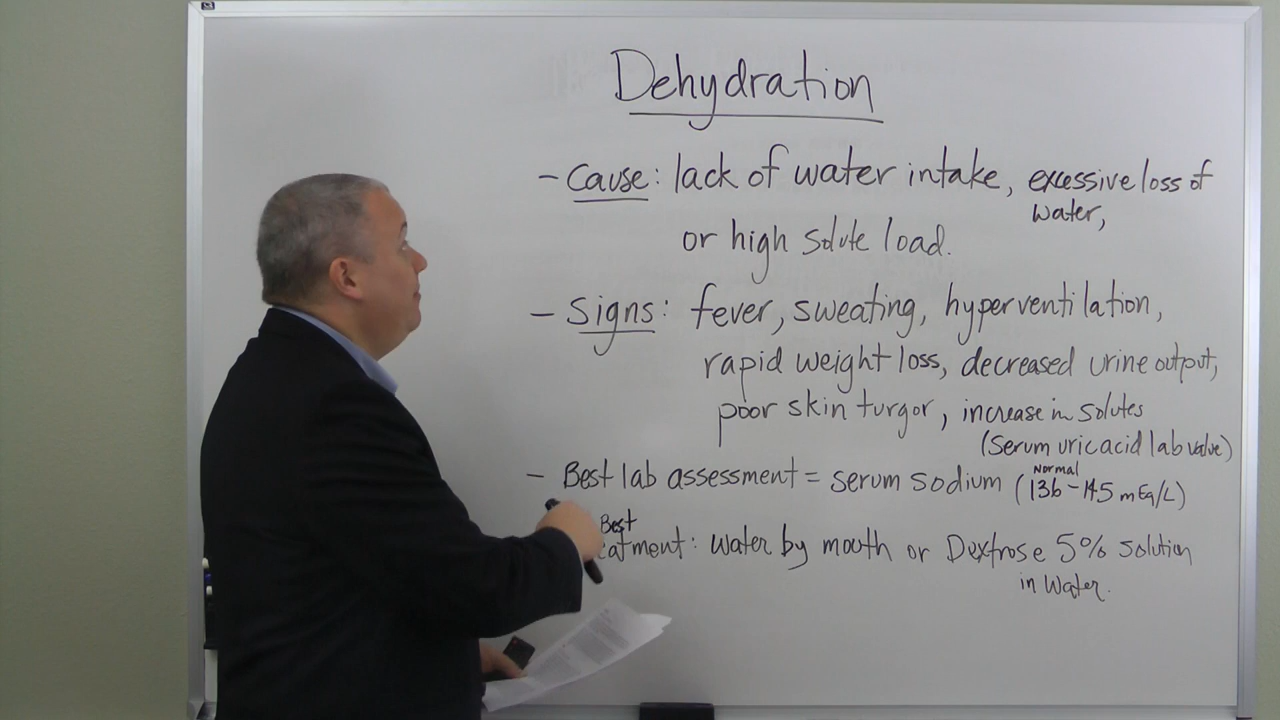 Dehydration
- Cause: lack of water intake, excessive loss of
water,
or high solute load.
- Signs: fever, sweating, hyperventilation,
rapid weight loss, decreased urine output,
poor skin turgor, increase in solutes
(Serum uric acid lab value)
- Best lab assessment = serum sodium (Normal 136-145 mEq/L)
Best
eatment: Water by mouth or Dextrose 5% solution
in water.